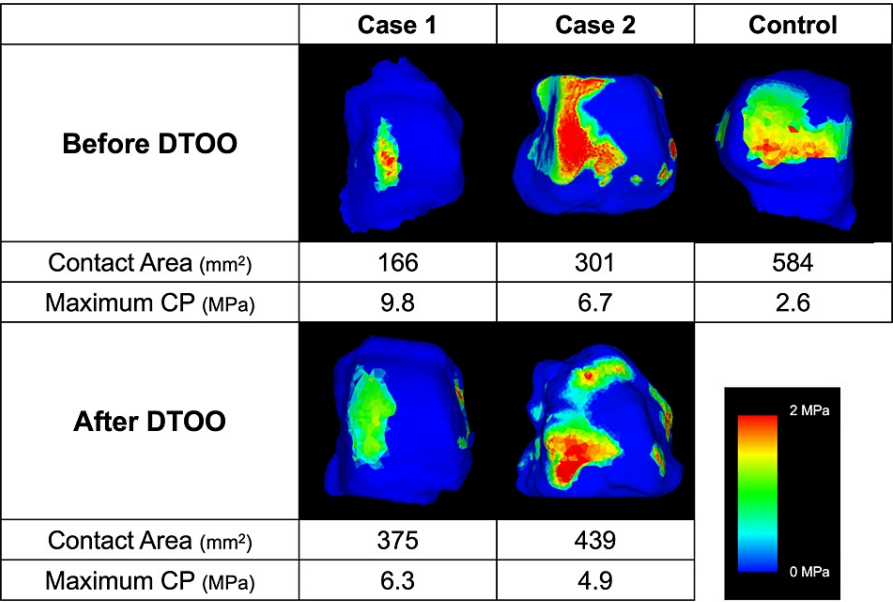 Case 1 Case 2 Control
Before DTOO
Contact Area (mm²) 166 301 584
Maximum CP (MPa) 9.8 6.7 2.6
After DTOO
2 MPa
0 MPa
Contact Area (mm²) 375 439
Maximum CP (MPa) 6.3 4.9